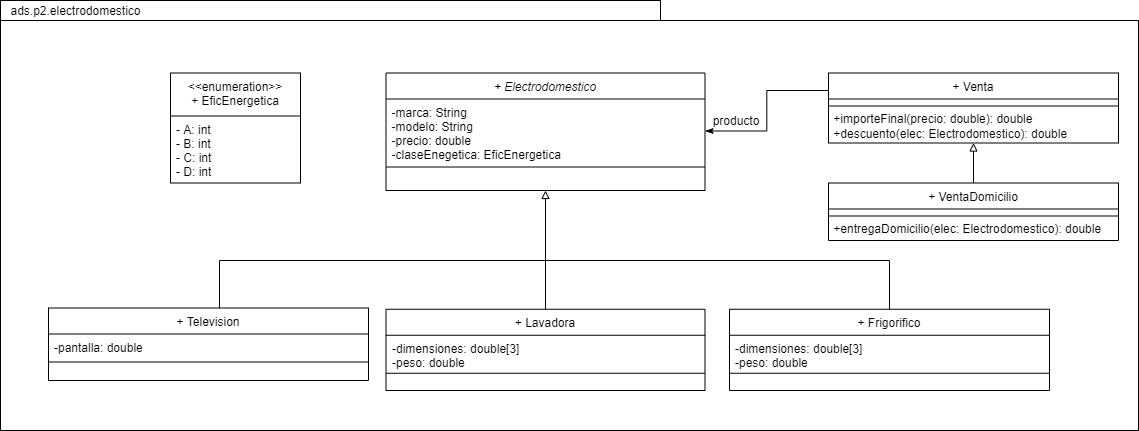 ads.p2.electrodomestico
<<enumeration>>
+ EficEnergetica
- A: int
- B: int
- C: int
- D: int
+ Electrodomestico
-marca: String
-modelo: String
-precio: double
-claseEnegetica: EficEnergetica
producto
+ Venta
+importeFinal(precio: double): double
+descuento(elec: Electrodomestico): double
+ VentaDomicilio
+entregaDomicilio(elec: Electrodomestico): double
+ Television
-pantalla: double
+ Lavadora
-dimensiones: double[3]
-peso: double
+ Frigorifico
-dimensiones: double[3]
-peso: double